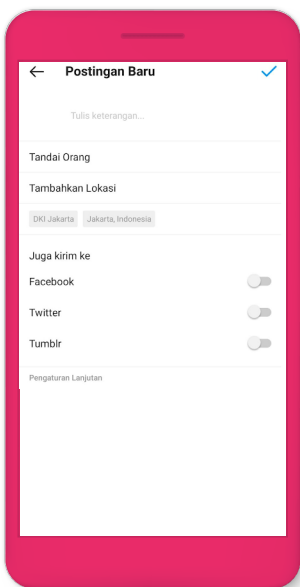 Postingan Baru
Tulis keterangan...
Tandai Orang
Tambahkan Lokasi
DKI Jakarta Jakarta, Indonesia
Juga kirim ke
Facebook
Twitter
Tumblr
Pengaturan Lanjutan